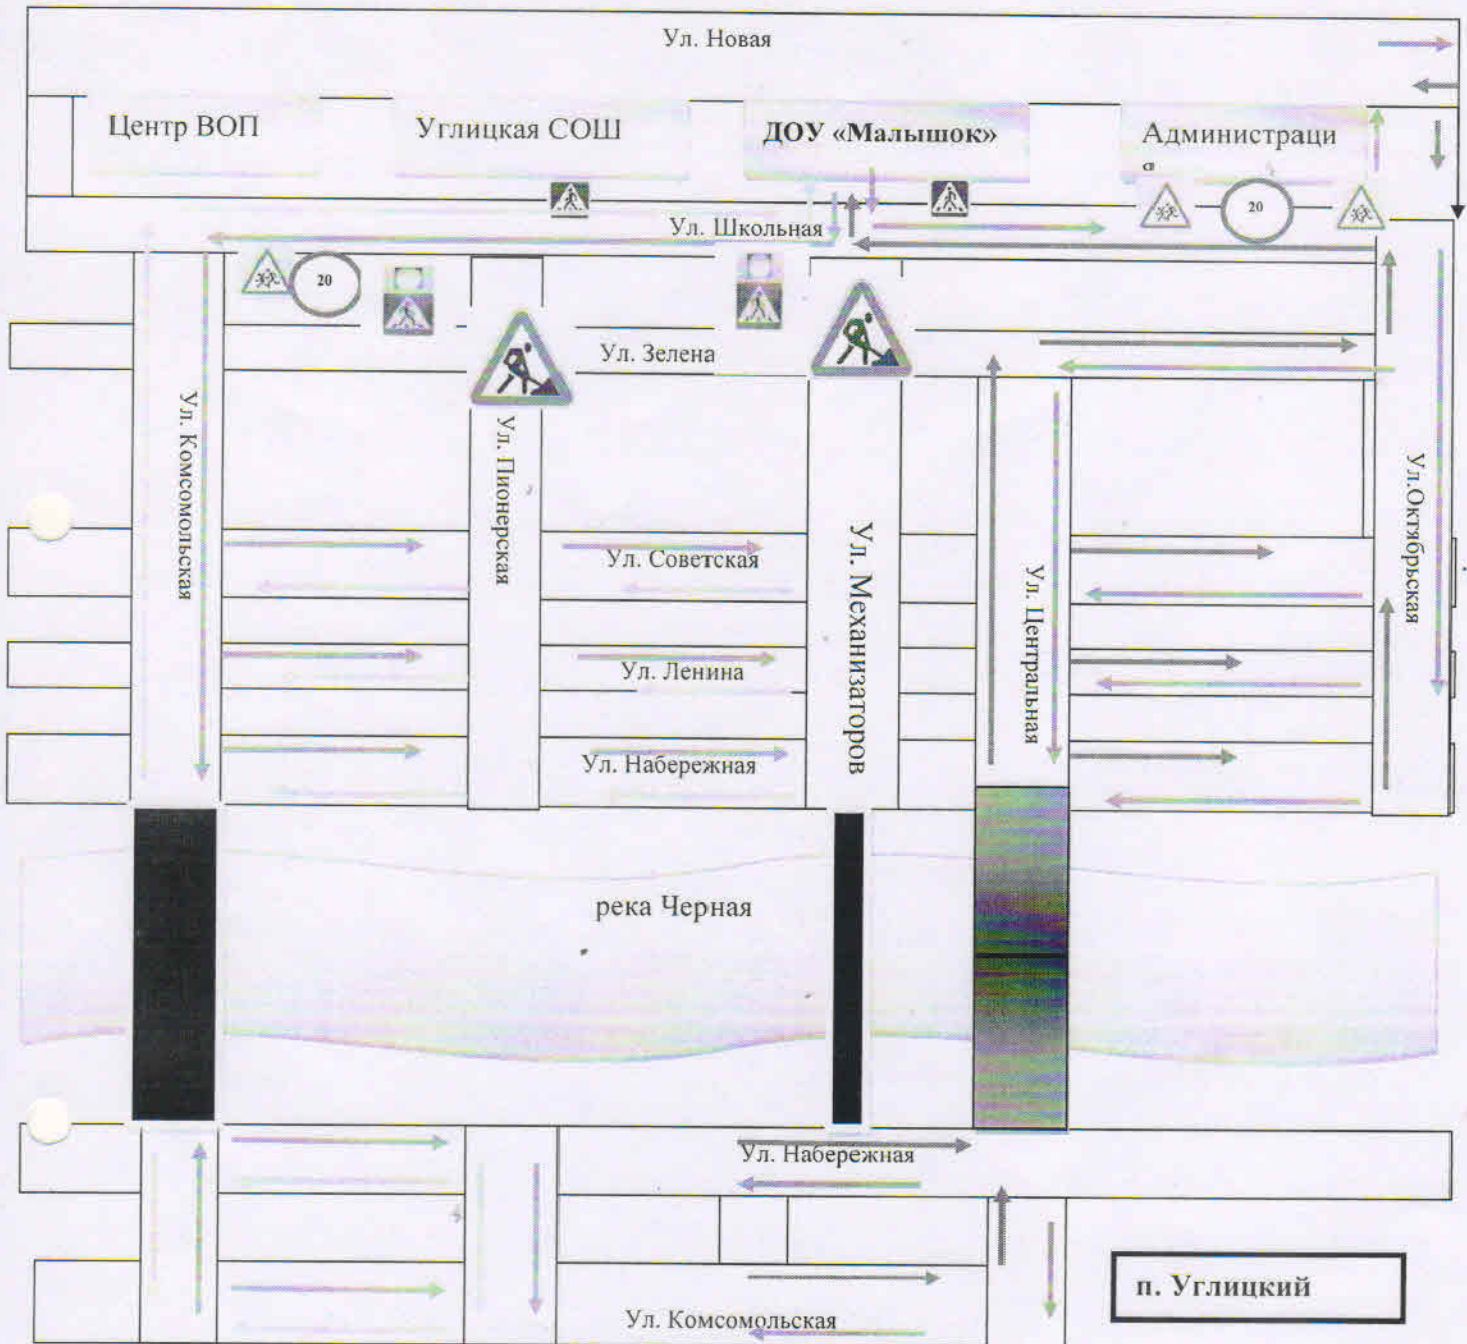 Ул. Новая
Центр ВОП
Углицкая СОШ
ДОУ «Малышок»
Администраци
я
Ул. Школьная
20
20
Ул. Зелена
Ул. Комсомольская
Ул. Пионерская
Ул. Механизаторов
Ул. Центральная
Ул.Октябрьская
Ул. Советская
Ул. Ленина
Ул. Набережная
река Черная
Ул. Набережная
Ул. Комсомольская
п. Углицкий